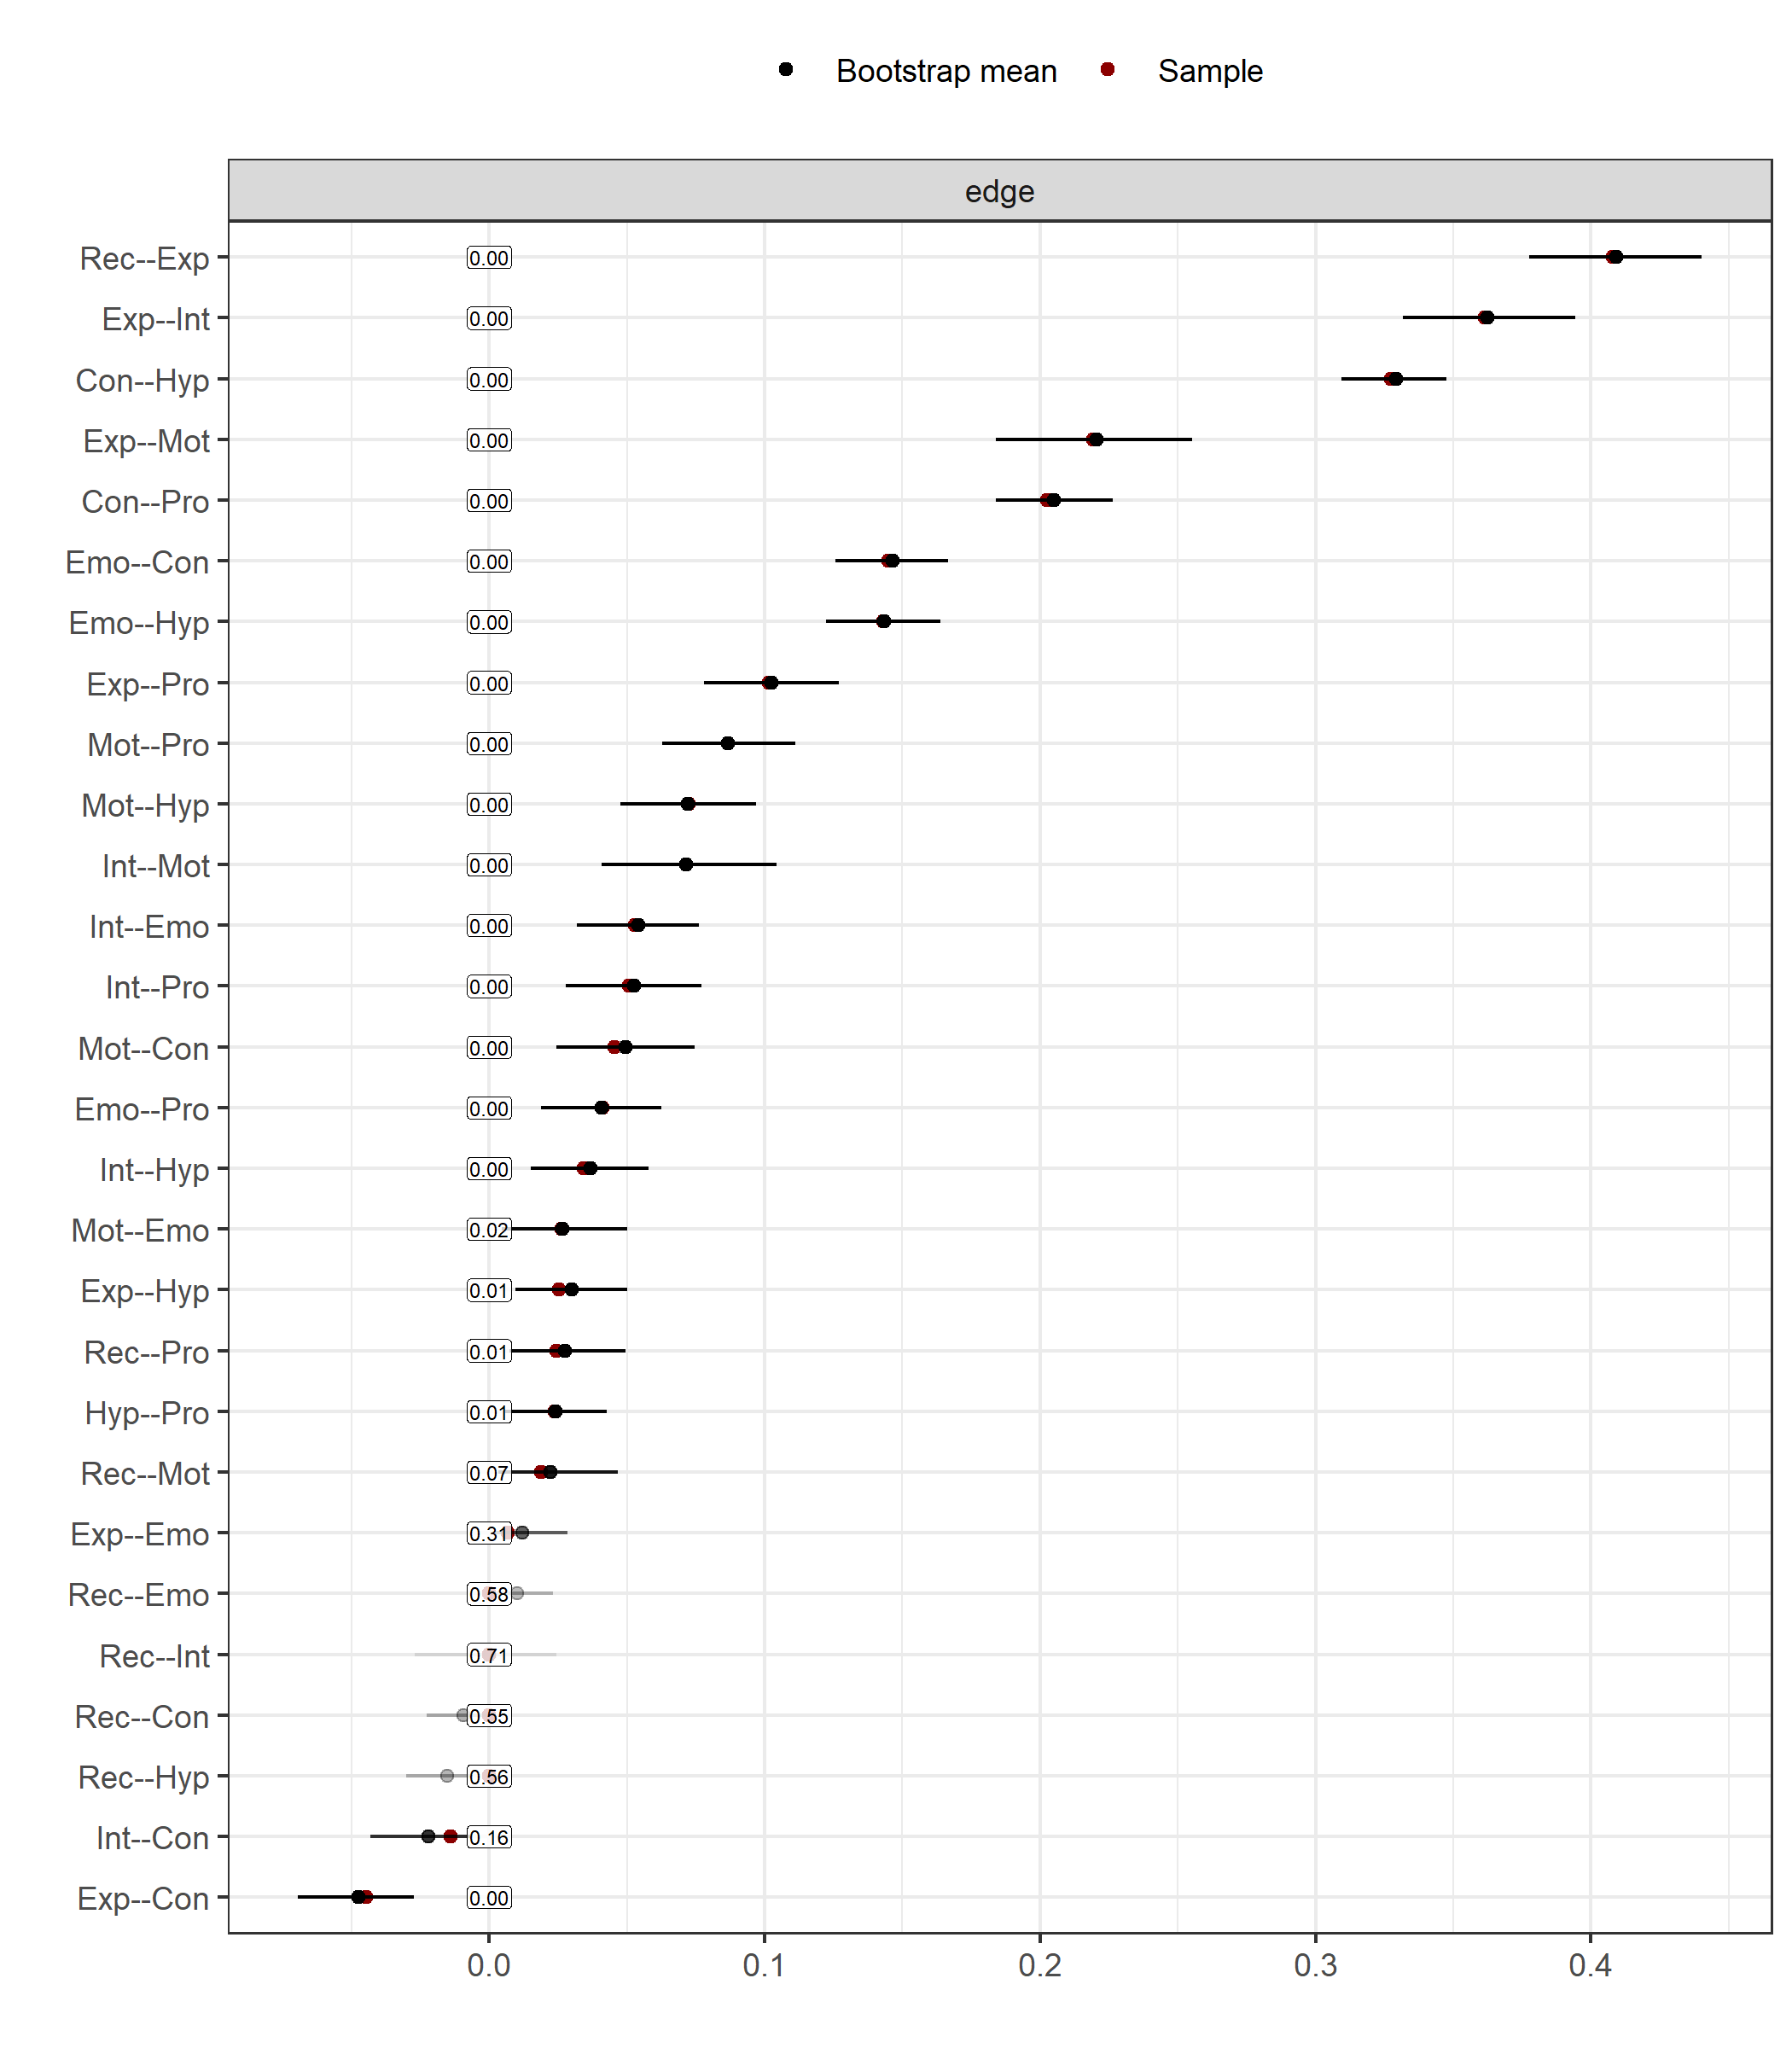 Bootstrap mean Sample
edge
Rec--Exp 0.00
Exp--Int 0.00
Con--Hyp 0.00
Exp--Mot 0.00
Con--Pro 0.00
Emo--Con 0.00
Emo--Hyp 0.00
Exp--Pro 0.00
Mot--Pro 0.00
Mot--Hyp 0.00
Int--Mot 0.00
Int--Emo 0.00
Int--Pro 0.00
Mot--Con 0.00
Emo--Pro 0.00
Int--Hyp 0.00
Mot--Emo 0.02
Exp--Hyp 0.01
Rec--Pro 0.01
Hyp--Pro 0.01
Rec--Mot 0.07
Exp--Emo 0.31
Rec--Emo 0.58
Rec--Int 0.71
Rec--Con 0.55
Rec--Hyp 0.56
Int--Con 0.16
Exp--Con 0.00
0.0 0.1 0.2 0.3 0.4